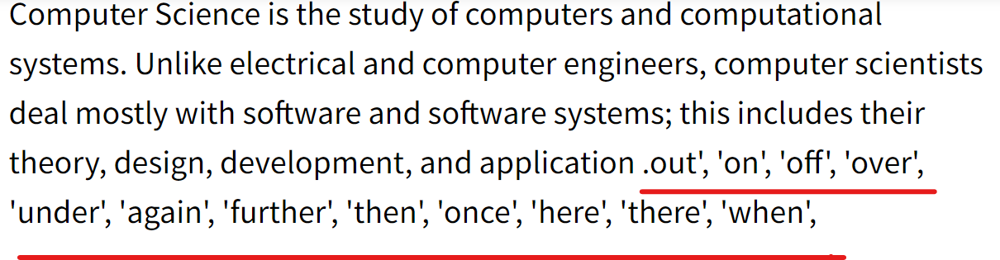 Computer Science is the study of computers and computational
systems. Unlike electrical and computer engineers, computer scientists
deal mostly with software and software systems; this includes their
theory, design, development, and application .out', 'on', 'off', 'over',
'under', 'again', 'further', 'then', 'once', 'here', 'there', 'when',